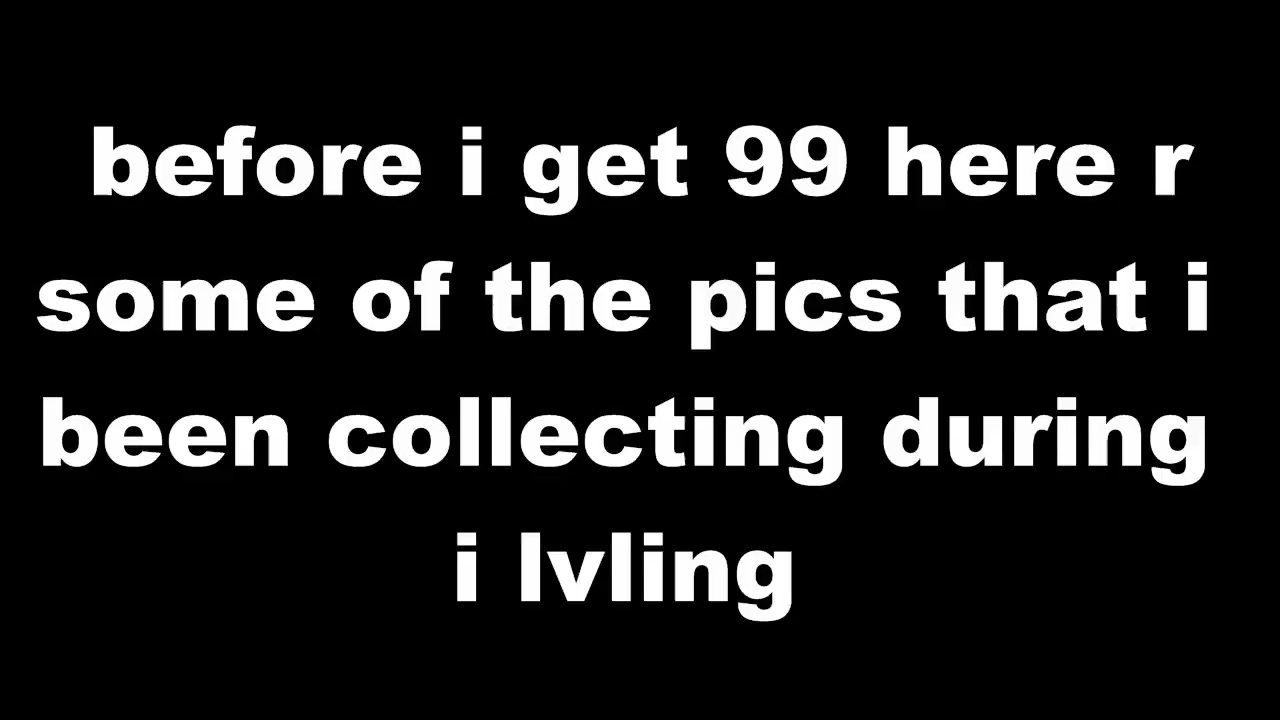 before i get 99 here r
some of the pics that i
been collecting during
i lvling